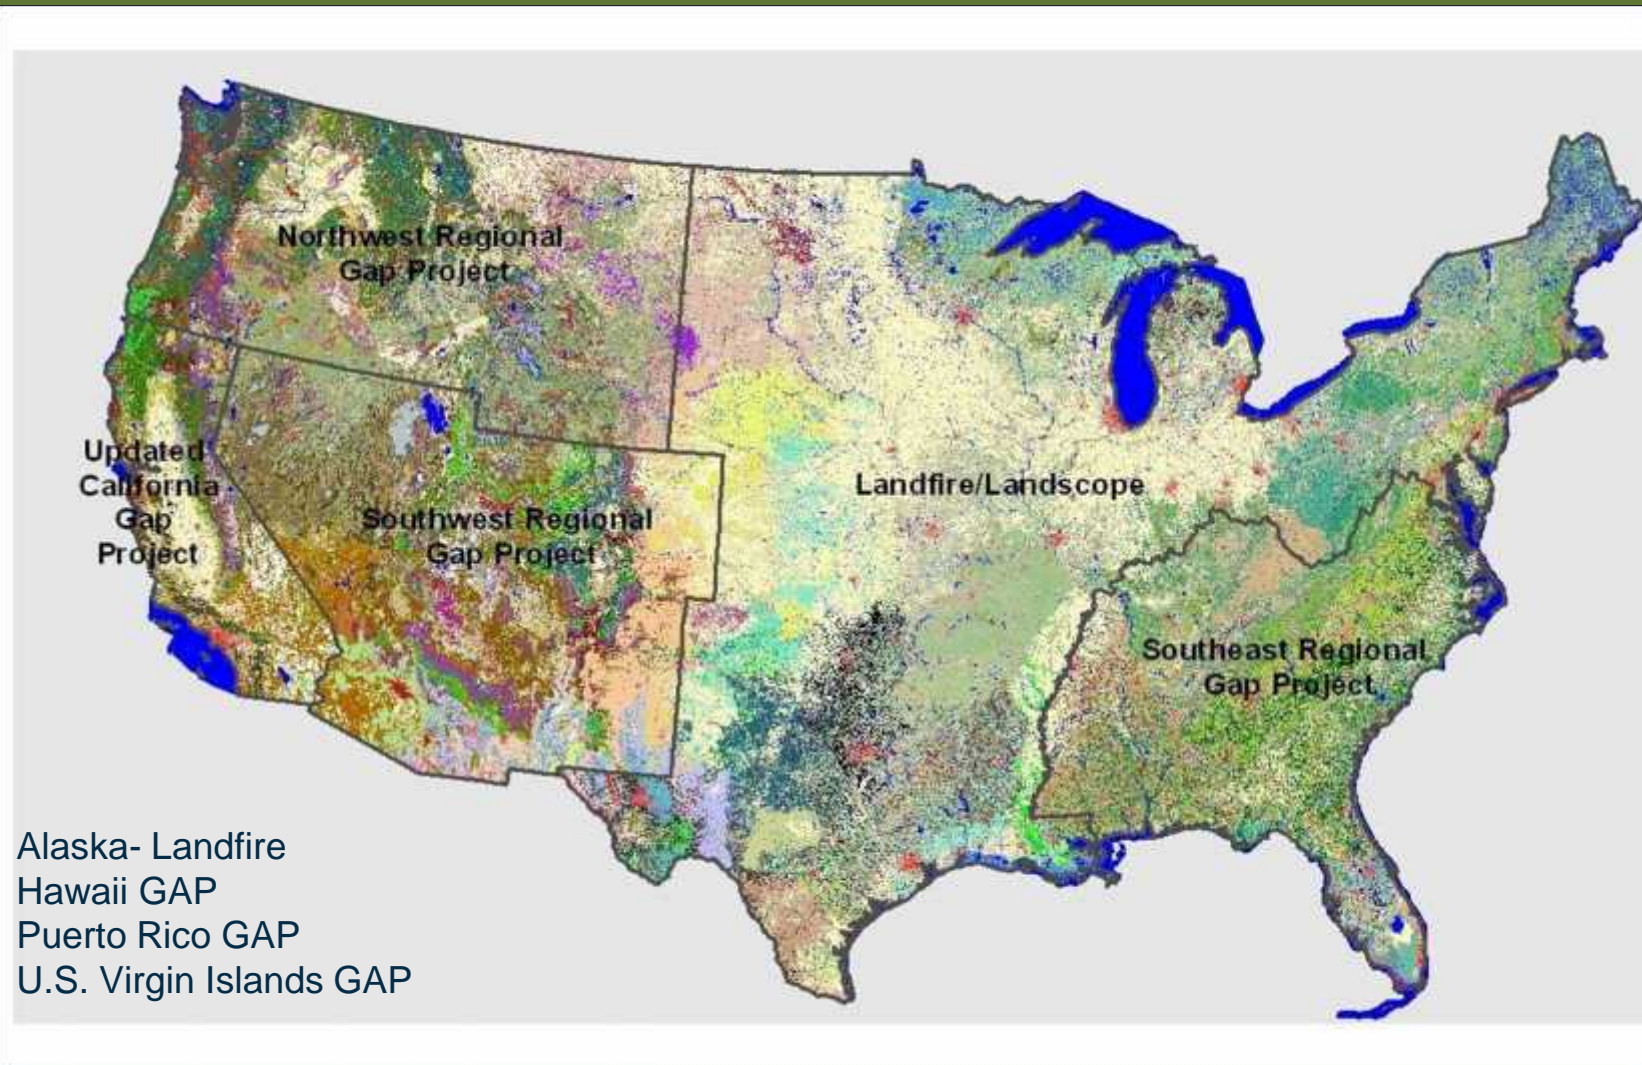 Northwest Regional
Gap Project
Updated
California
Gap
Project
Southwest Regional
Gap Project
Landfire/Landscope
Southeast Regional
Gap Project
Alaska- Landfire
Hawaii GAP
Puerto Rico GAP
U.S. Virgin Islands GAP